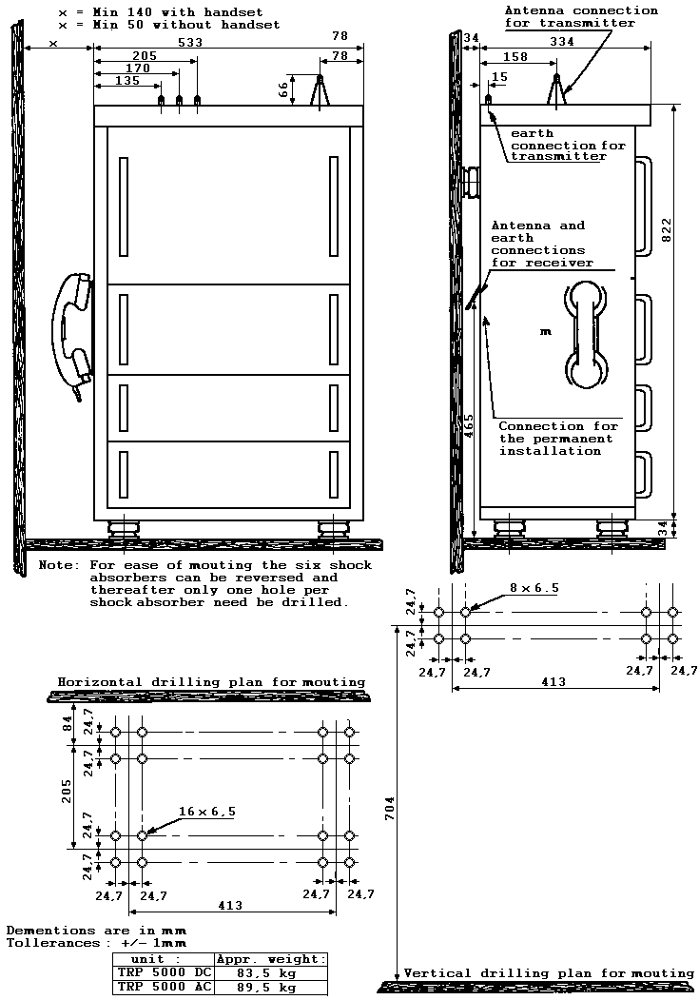 x = Min 140 with handset
x = Min 50 without handset
x
533
78
205
78
170
135
66
Antenna connection
for transmitter
34
334
158
15
earth
connection for
transmitter
822
Antenna and
earth
connections
for receiver
m
465
Connection for
the permanent
installation
34
Note: For ease of mouting the six shock
absorbers can be reversed and
thereafter only one hole per
shock absorber need be drilled.
8 x 6.5
24,7
24,7
24,7
24,7
24,7
24,7
413
704
Vertical drilling plan for mouting
Horizontal drilling plan for mouting
84
24,7
24,7
205
16 x 6,5
24,7
24,7
24,7
24,7
24,7
24,7
413
Dementions are in mm
Tollerances : +/- 1mm
unit : Appr. weight:
TRP 5000 DC 83,5 kg
TRP 5000 AC 89,5 kg